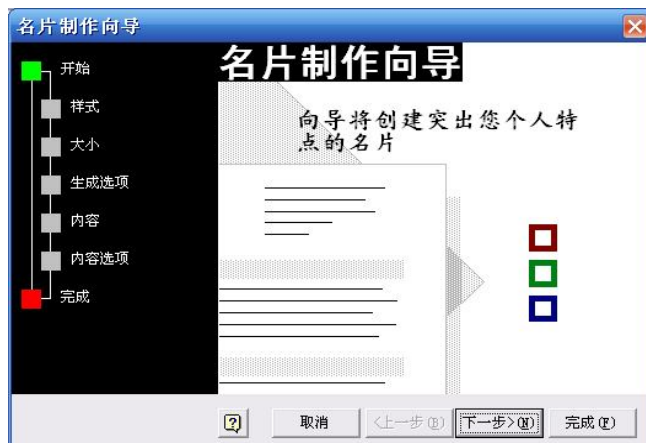 名片制作向导
开始
样式
大小
生成选项
内容
内容选项
完成
名片制作向导
向导将创建突出您个人特
点的名片
取消
<上一步(B)
下一步>(N)
完成(F)